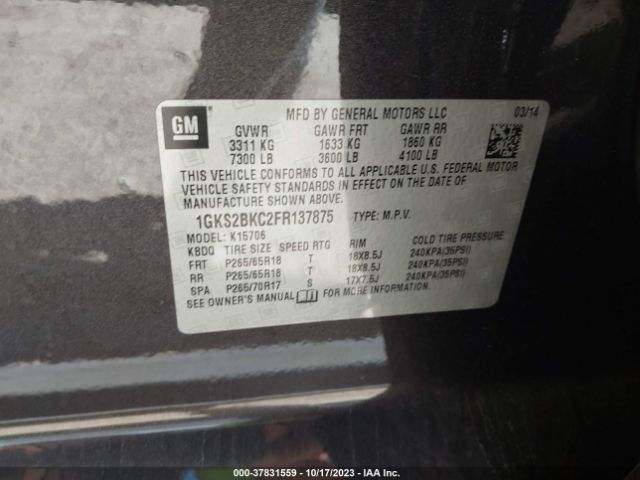 GM
MFD BY GENERAL MOTORS LLC 03/14
GVWR GAWR FRT GAWR RR
3311 KG 1633 KG 1860 KG
7300 LB 3600 LB 4100 LB
THIS VEHICLE CONFORMS TO ALL APPLICABLE U.S. FEDERAL MOTOR
VEHICLE SAFETY STANDARDS IN EFFECT ON THE DATE OF
MANUFACTURE SHOWN ABOVE.
1GKS2BKC2FR137875 TYPE: M.P.V.
MODEL: K15706
KBDQ TIRE SIZE SPEED RTG RIM COLD TIRE PRESSURE
FRT P265/65R18 T 18X8.5J 240KPA(35PSI)
RR P265/65R18 T 18X8.5J 240KPA(35PSI)
SPA P265/70R17 S 17X7.5J 240KPA(35PSI)
SEE OWNER'S MANUAL FOR MORE INFORMATION.
000-37831559 | 10/17/2023 | IAA Inc.